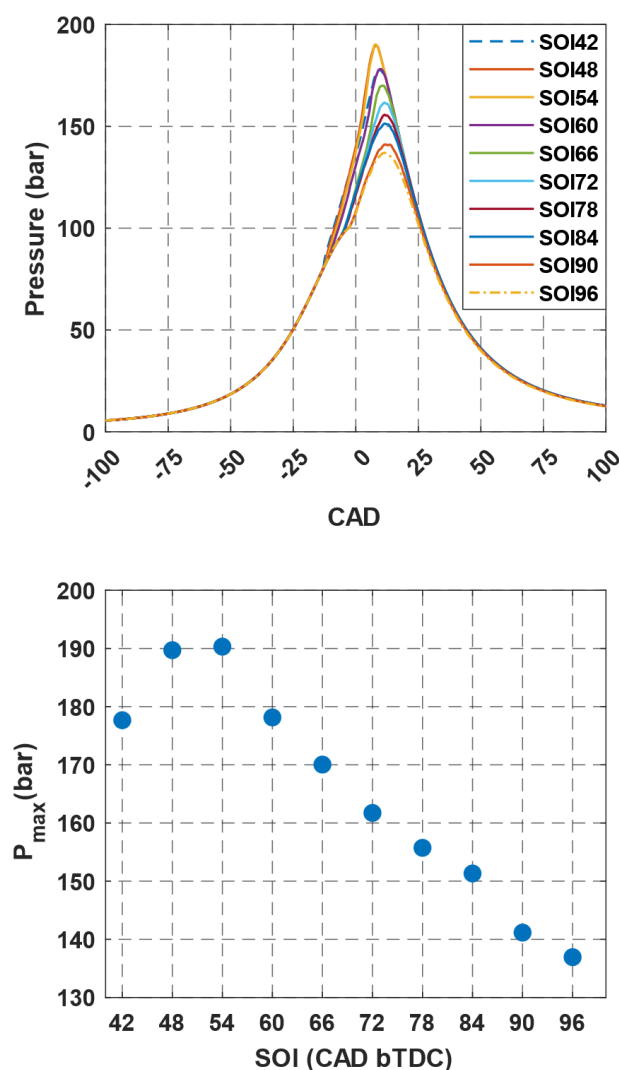 200
150
100
50
0
Pressure (bar)
-100
-75
-50
-25
0
25
50
75
100
CAD
SOI42
SOI48
SOI54
SOI60
SOI66
SOI72
SOI78
SOI84
SOI90
SOI96
200
190
180
170
160
150
140
130
P_max(bar)
42 48 54 60 66 72 78 84 90 96
SOI (CAD bTDC)